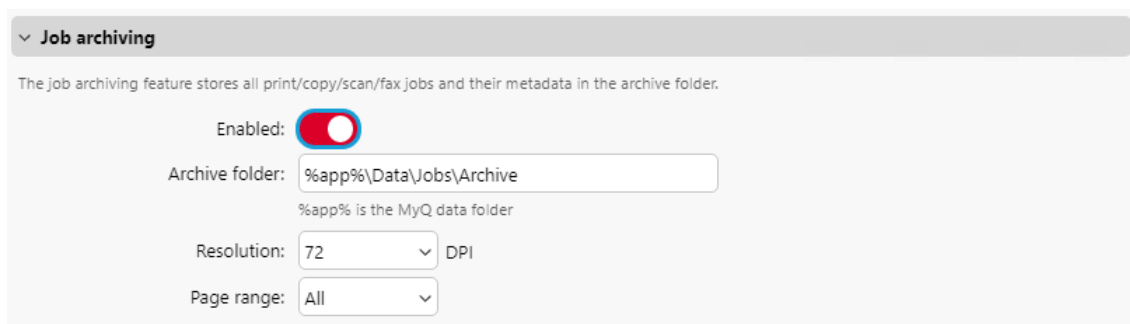 Job archiving
The job archiving feature stores all print/copy/scan/fax jobs and their metadata in the archive folder.
Enabled:
Archive folder: %app%\Data\Jobs\Archive
%app% is the MyQ data folder
Resolution: 72 DPI
Page range: All